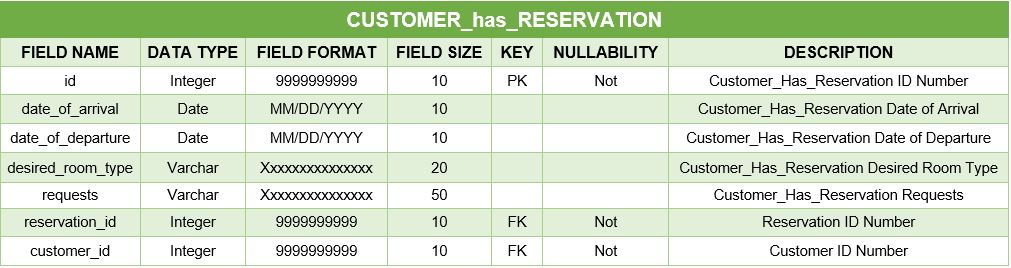 CUSTOMER_has_RESERVATION
FIELD NAME DATA TYPE FIELD FORMAT FIELD SIZE KEY NULLABILITY DESCRIPTION
id Integer 9999999999 10 PK Not Customer_Has_Reservation ID Number
date_of_arrival Date MM/DD/YYYY 10 Customer_Has_Reservation Date of Arrival
date_of_departure Date MM/DD/YYYY 10 Customer_Has_Reservation Date of Departure
desired_room_type Varchar Xxxxxxxxxxxxxxx 20 Customer_Has_Reservation Desired Room Type
requests Varchar Xxxxxxxxxxxxxxx 50 Customer_Has_Reservation Requests
reservation_id Integer 9999999999 10 FK Not Reservation ID Number
customer_id Integer 9999999999 10 FK Not Customer ID Number